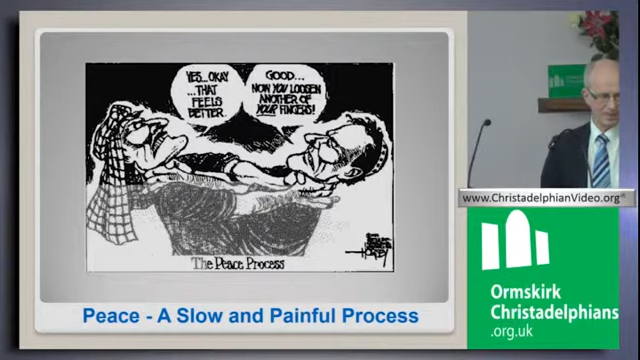 YES...OKAY
...THAT
FEELS
BETTER
GOOD...
NOW YOU LOOSEN
ANOTHER OF
YOUR FINGERS!
The Peace Process
Peace - A Slow and Painful Process
www.ChristadelphianVideo.org
Ormskirk
Christadelphians
.org.uk